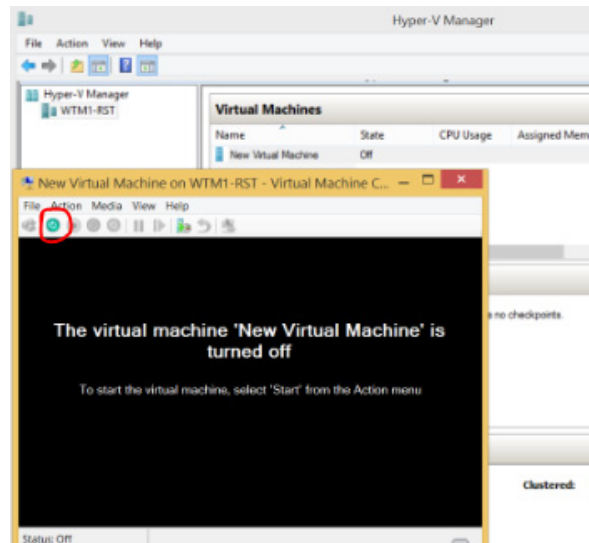 Hyper-V Manager
File Action View Help
Hyper-V Manager
WTM1-RST
Virtual Machines
Name State CPU Usage Assigned Mem
New Virtual Machine Off
New Virtual Machine on WTM1-RST - Virtual Machine C...
File Action Media View Help
e no checkpoints.
The virtual machine 'New Virtual Machine' is
turned off
To start the virtual machine, select 'Start' from the Action menu
Clustered:
Status: Off